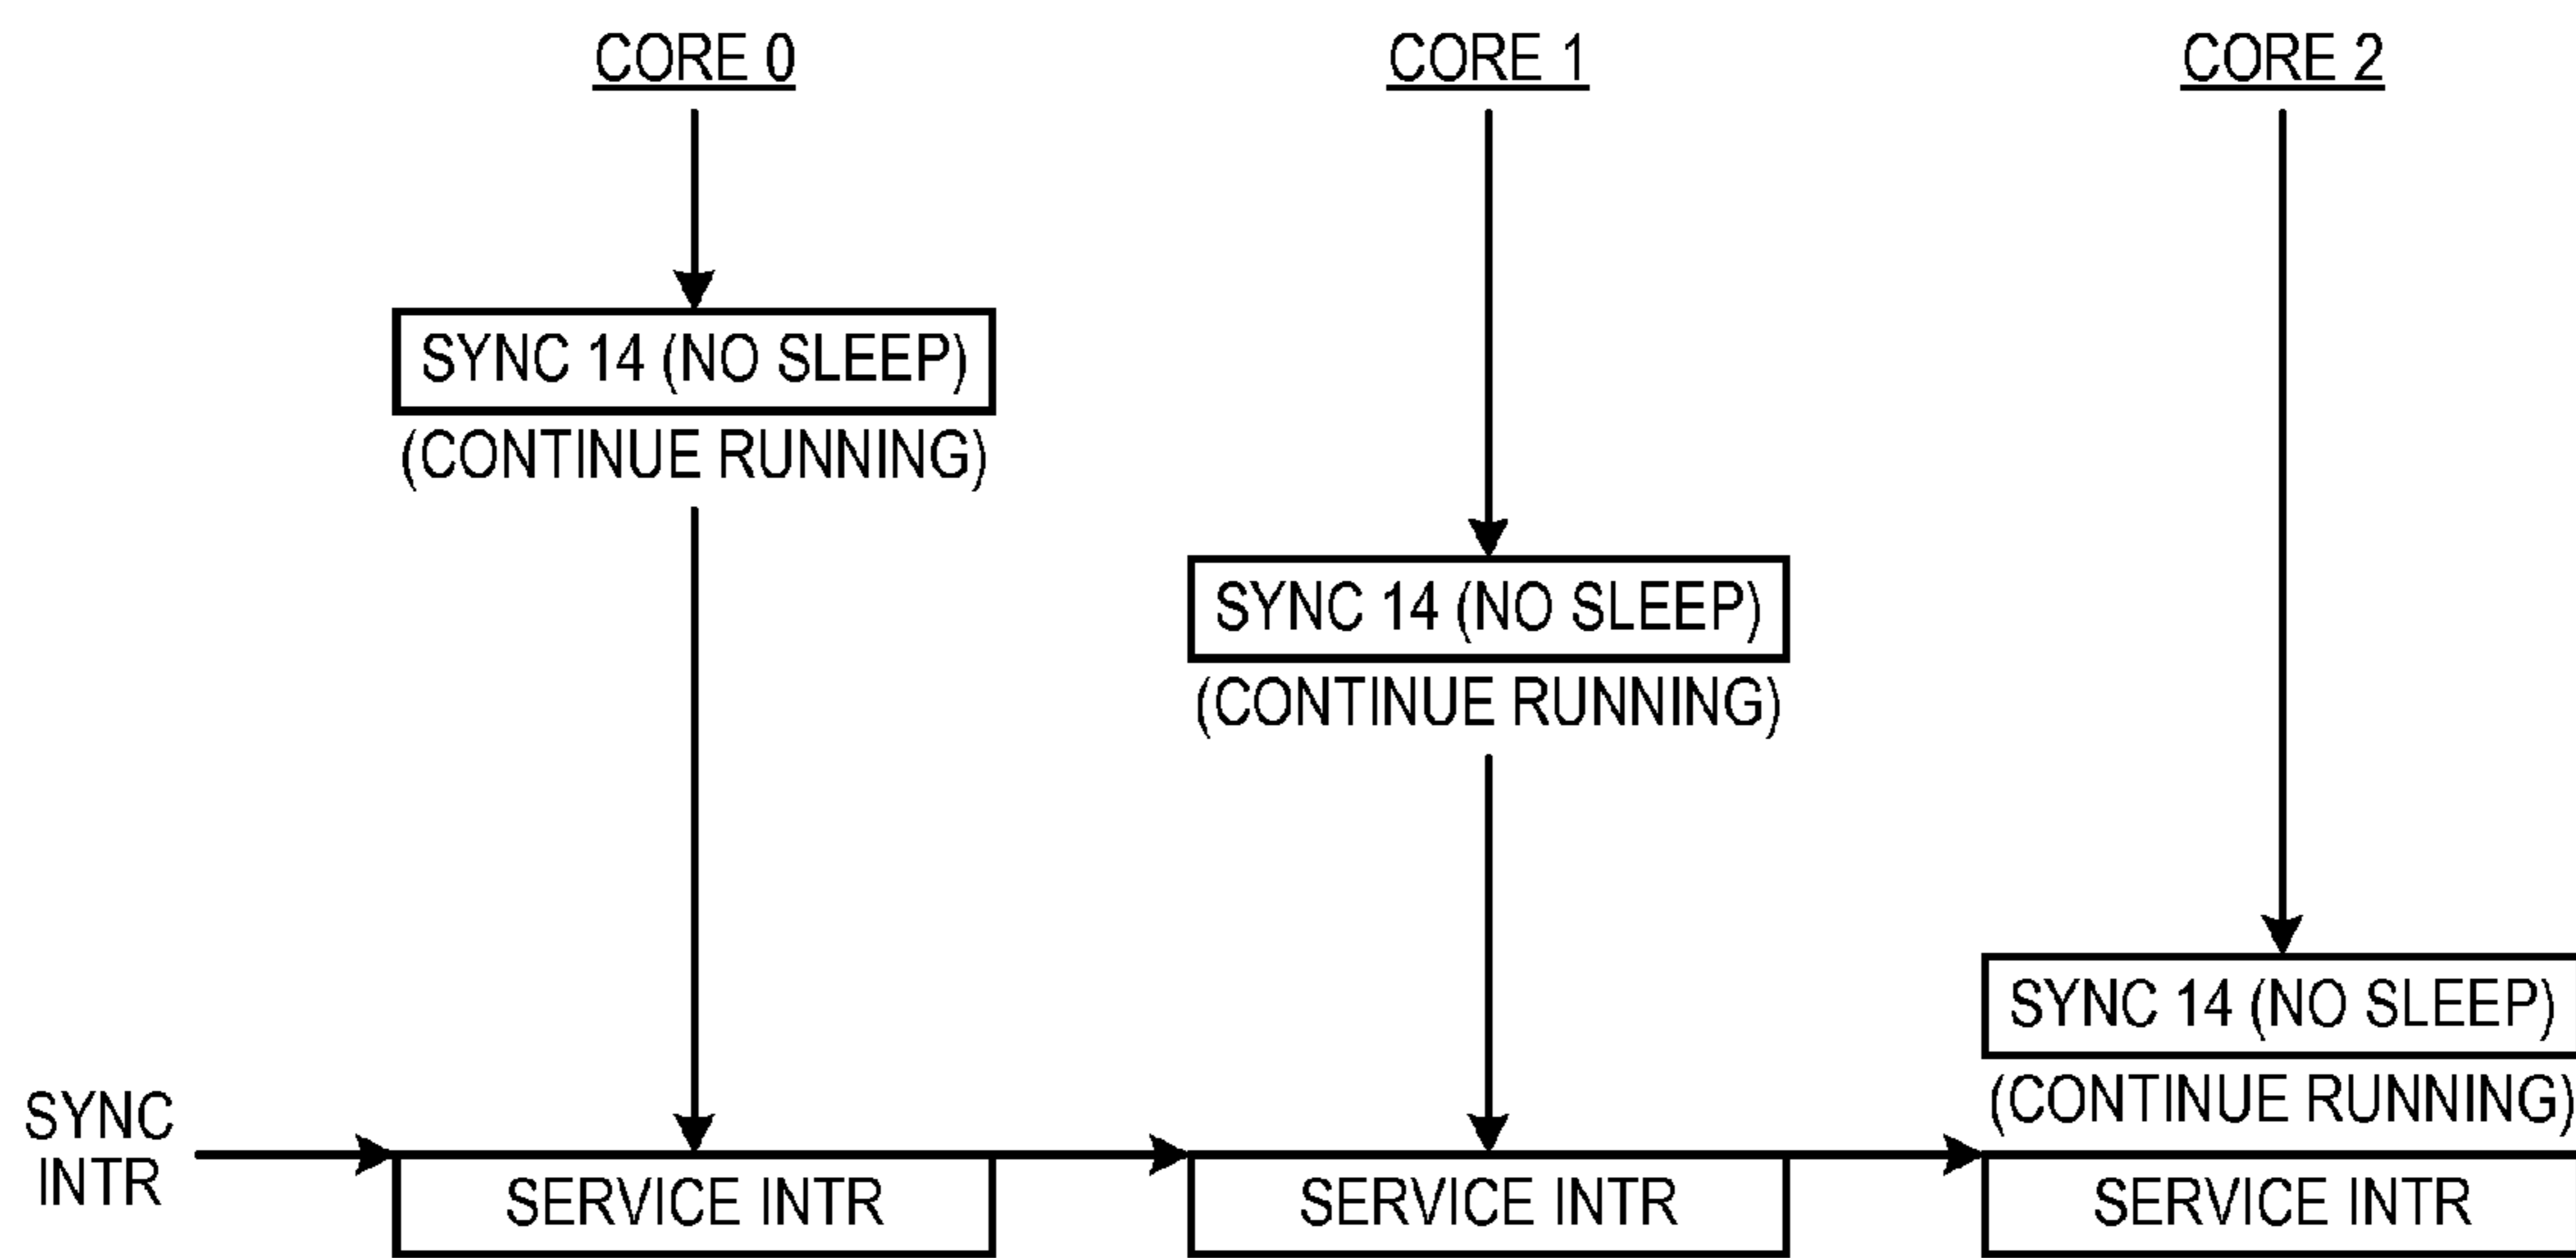 CORE 0
CORE 1
CORE 2
SYNC 14 (NO SLEEP)
(CONTINUE RUNNING)
SYNC 14 (NO SLEEP)
(CONTINUE RUNNING)
SYNC 14 (NO SLEEP)
(CONTINUE RUNNING)
SYNC
INTR
SERVICE INTR
SERVICE INTR
SERVICE INTR